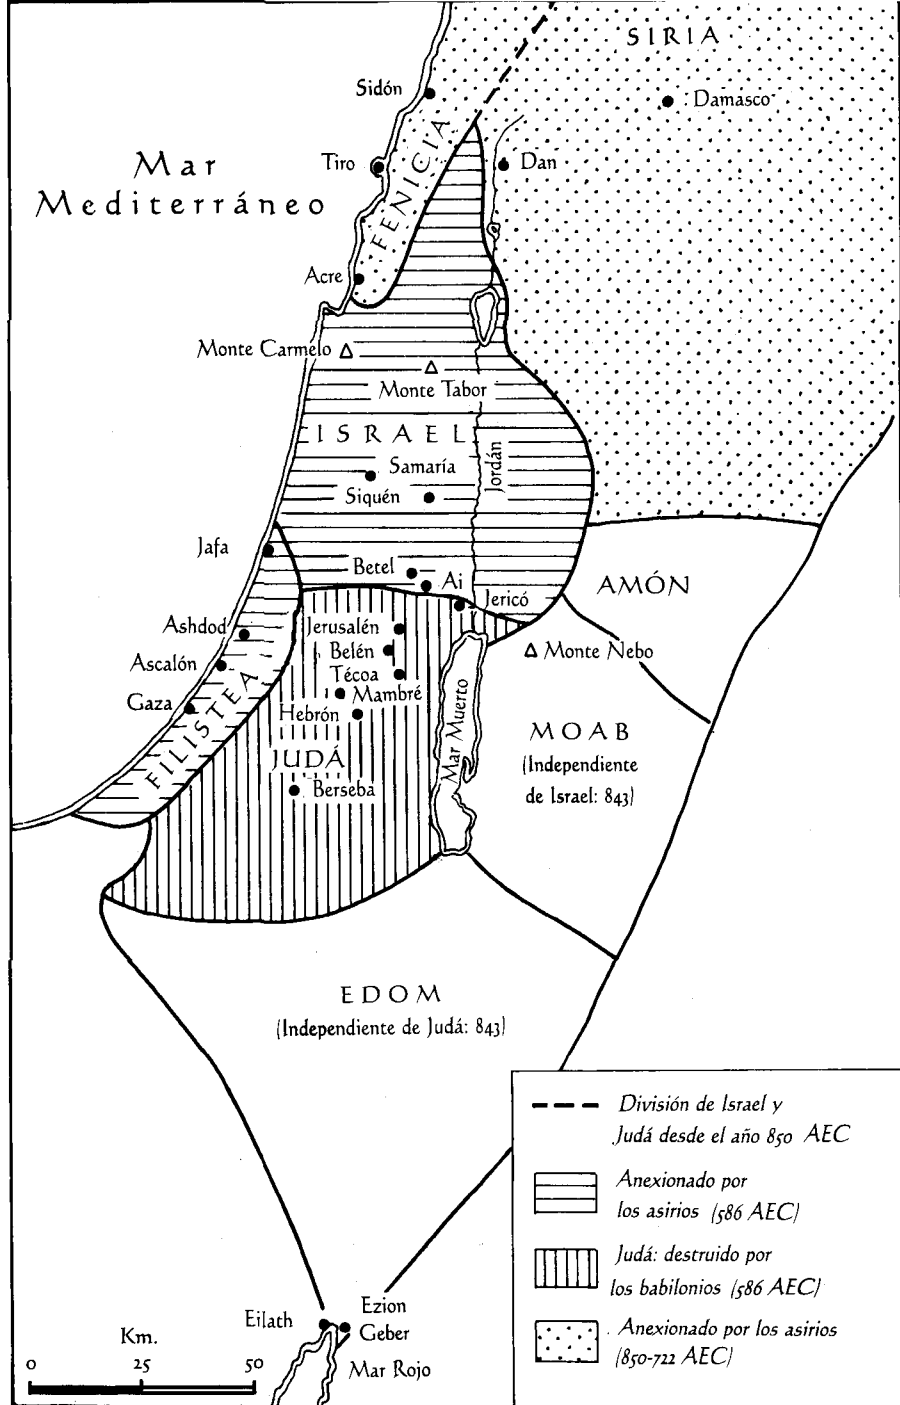 SIRIA
Sidón
Damasco
Mar
Mediterráneo
Tiro
FENICIA
Dan
Acre
Monte Carmelo
Monte Tabor
ISRAEL
Samaría
Siquén
Jordán
Jafa
Betel
Ai
Jericó
AMÓN
Ashdod
Jerusalén
Ascalón
Belén
Monte Nebo
Técoa
Gaza
Mambré
Hebrón
FILISTEA
Mar Muerto
JUDÁ
Berseba
MOAB
(Independiente
de Israel: 843)
EDOM
(Independiente de Judá: 843)
División de Israel y
Judá desde el año 850 AEC
Anexionado por
los asirios (586 AEC)
Judá: destruido por
los babilonios (586 AEC)
Anexionado por los asirios
(850-722 AEC)
Eilath
Ezion
Geber
Mar Rojo
Km.
0 25 50